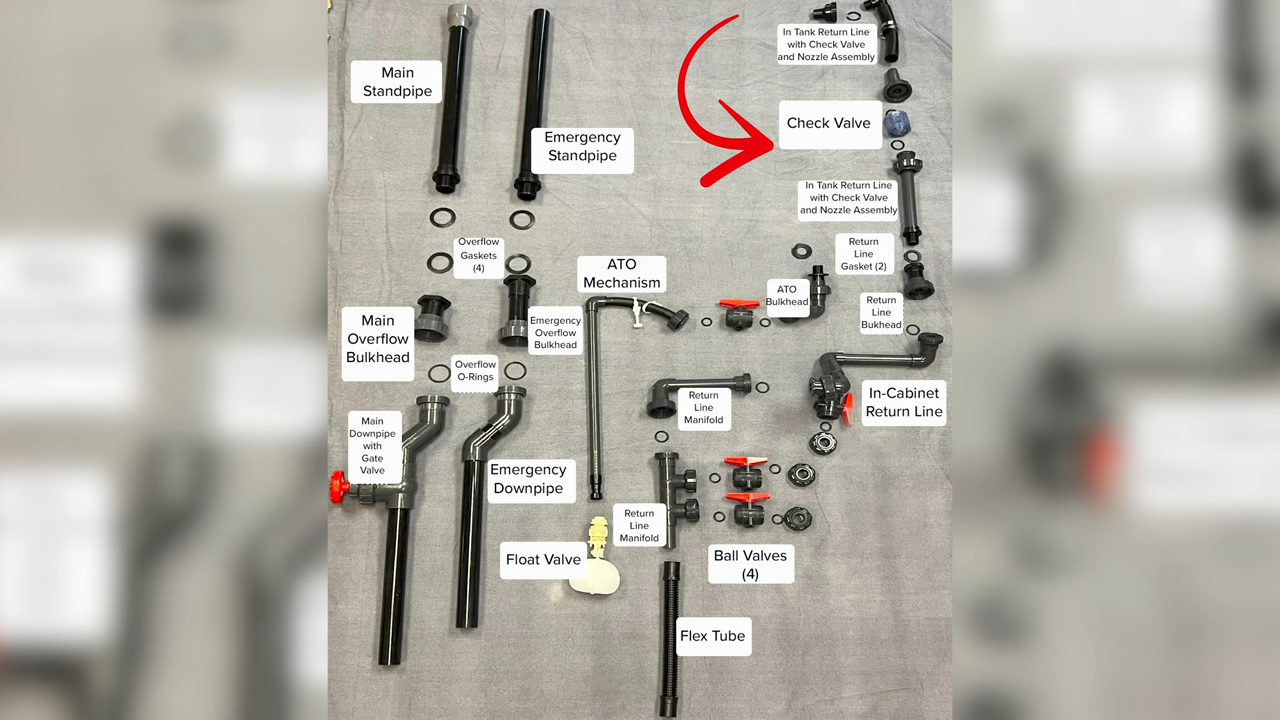 In Tank Return Line
with Check Valve
and Nozzle Assembly
Main
Standpipe
Check Valve
Emergency
Standpipe
In Tank Return Line
with Check Valve
and Nozzle Assembly
Overflow
Gaskets
(4)
Return
Line
Gasket (2)
ATO
Mechanism
ATO
Bulkhead
Return
Line
Bukhead
Main
Overflow
Bulkhead
Emergency
Overflow
Bulkhead
Overflow
O-Rings
In-Cabinet
Return Line
Return
Line
Manifold
Main
Downpipe
with
Gate
Valve
Emergency
Downpipe
Return
Line
Manifold
Float Valve
Ball Valves
(4)
Flex Tube